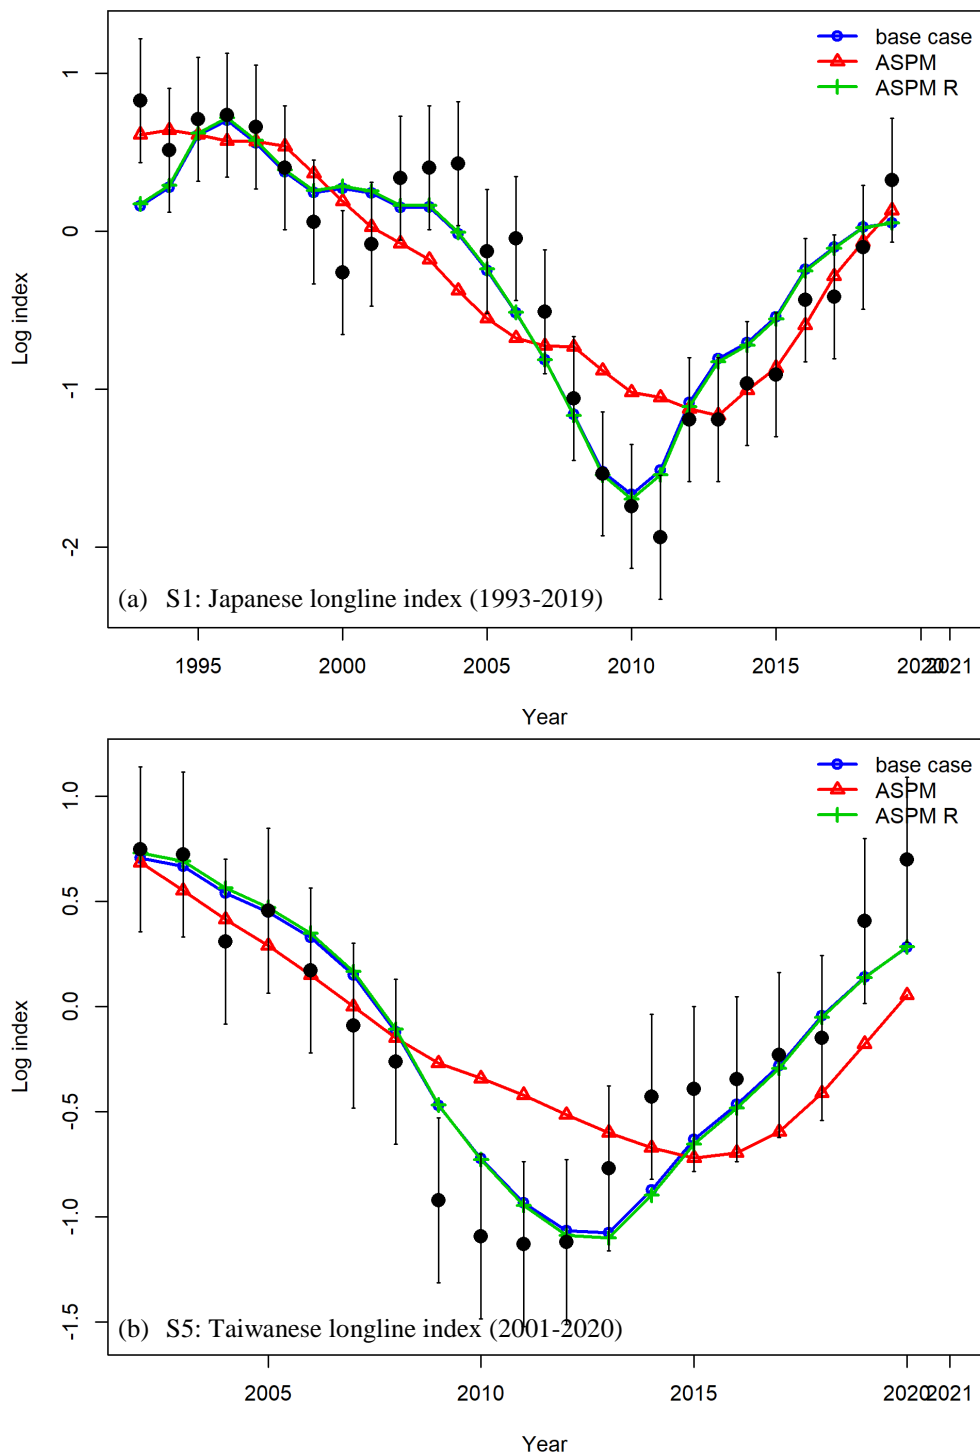 base case
ASPM
ASPM R
1
0
-1
-2
Log index
(a) S1: Japanese longline index (1993-2019)
1995 2000 2005 2010 2015 2020 2021
Year
base case
ASPM
ASPM R
1.0
0.5
0.0
-0.5
-1.0
-1.5
Log index
(b) S5: Taiwanese longline index (2001-2020)
2005 2010 2015 2020 2021
Year